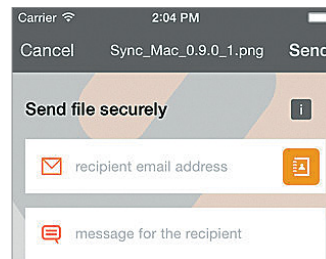 Carrier 2:04 PM
Cancel Sync_Mac_0.9.0_1.png Send
Send file securely i
recipient email address
message for the recipient